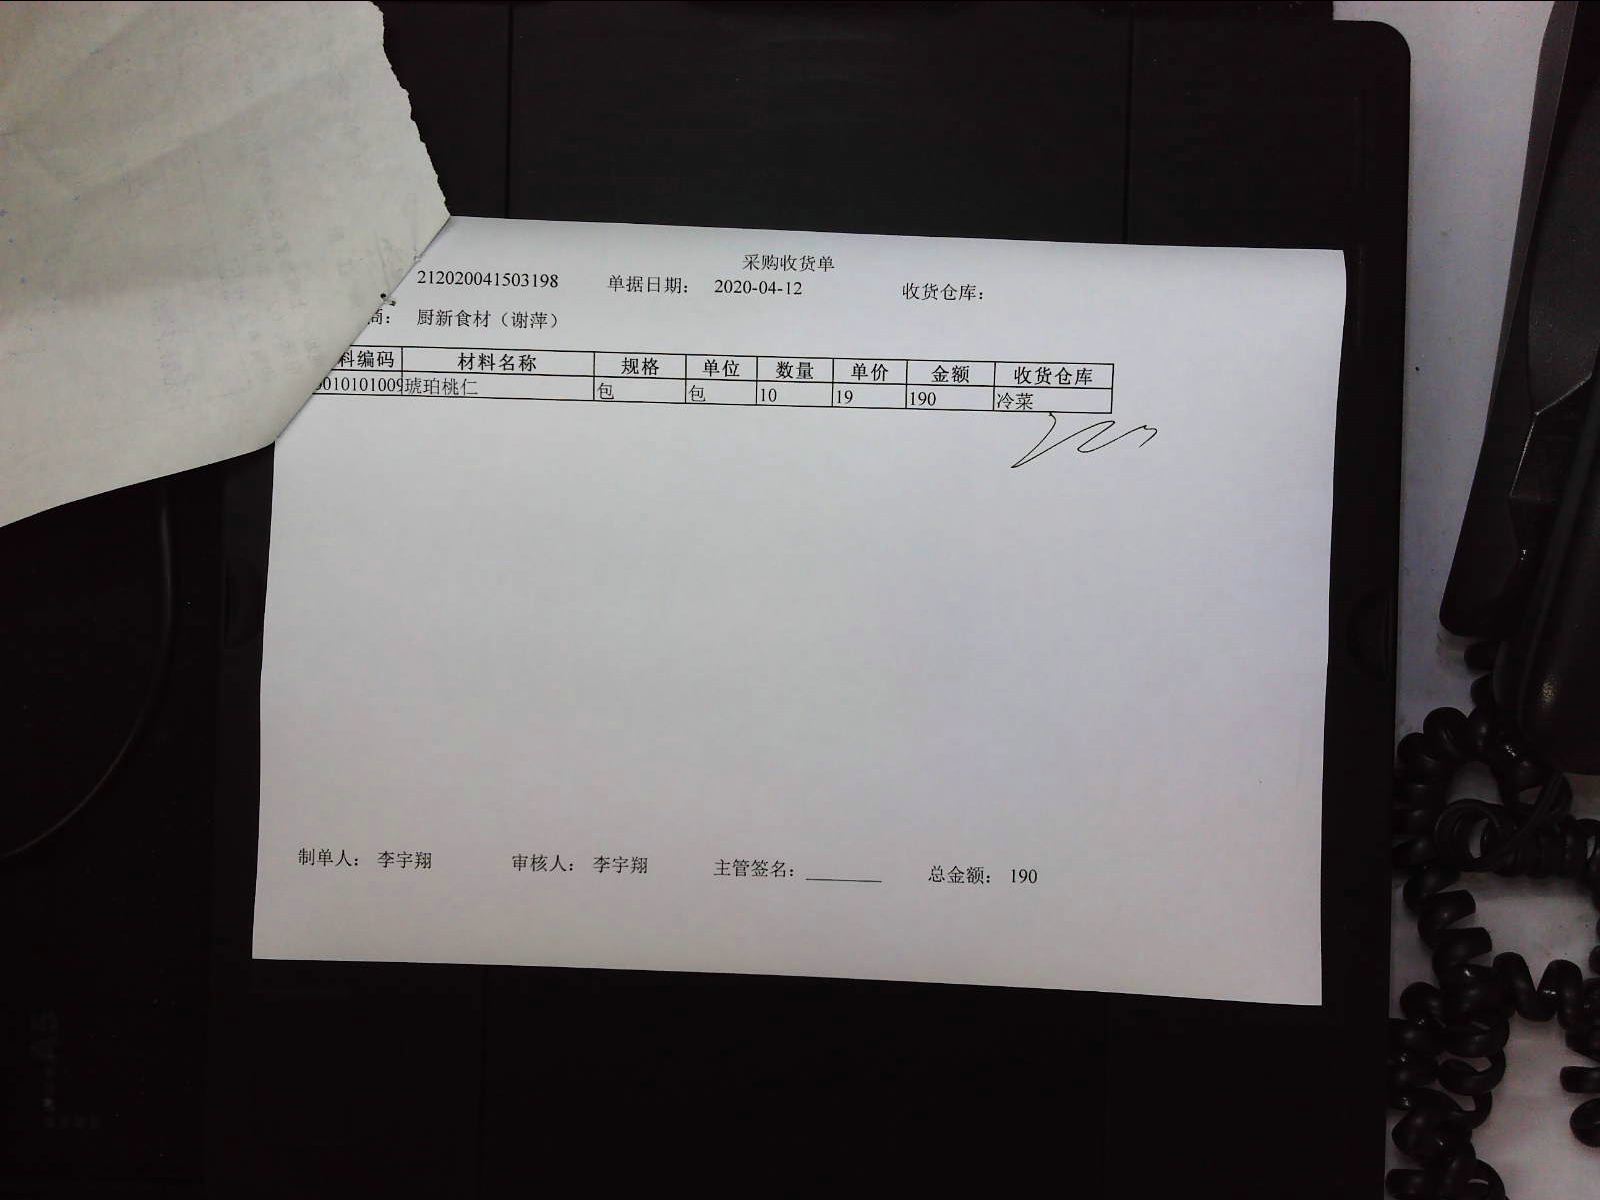 采购收货单
212020041503198 单据日期： 2020-04-12 收货仓库：
商： 厨新食材（谢萍）
料编码 材料名称 规格 单位 数量 单价 金额 收货仓库
010101009 琥珀桃仁 包 包 10 19 190 冷菜
制单人： 李宇翔 审核人： 李宇翔 主管签名：________ 总金额： 190